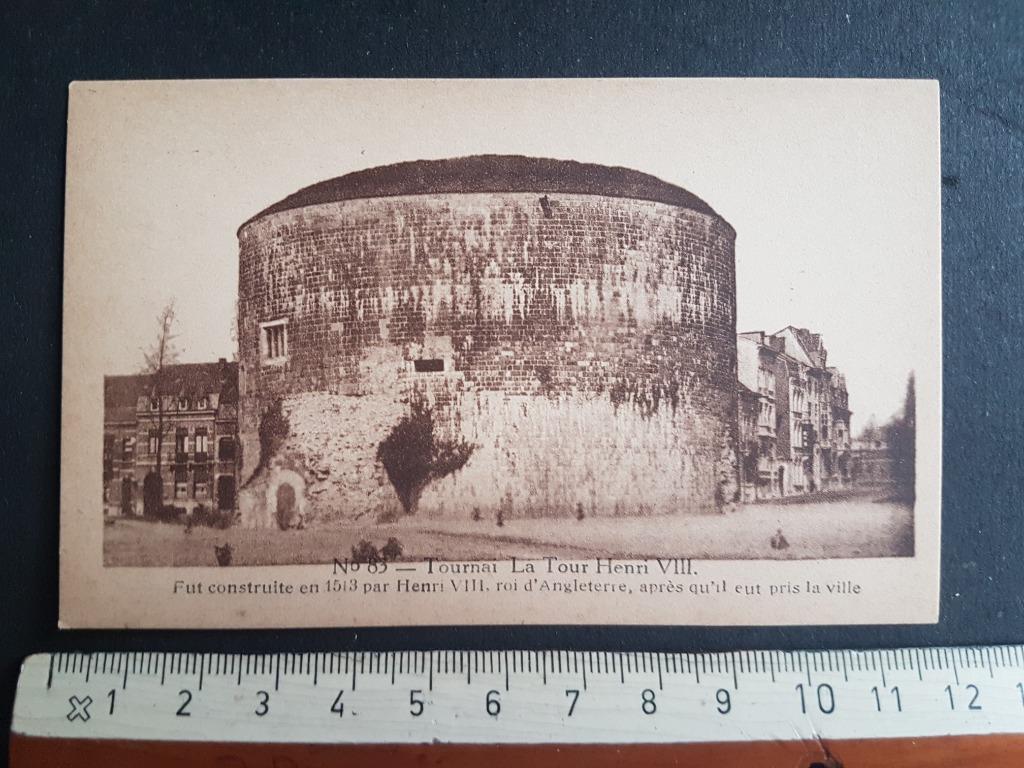 No 83 — Tournai La Tour Henri VIII.
Fut construite en 1513 par Henri VIII, roi d'Angleterre, après qu'il eut pris la ville
1 2 3 4 5 6 7 8 9 10 11 12